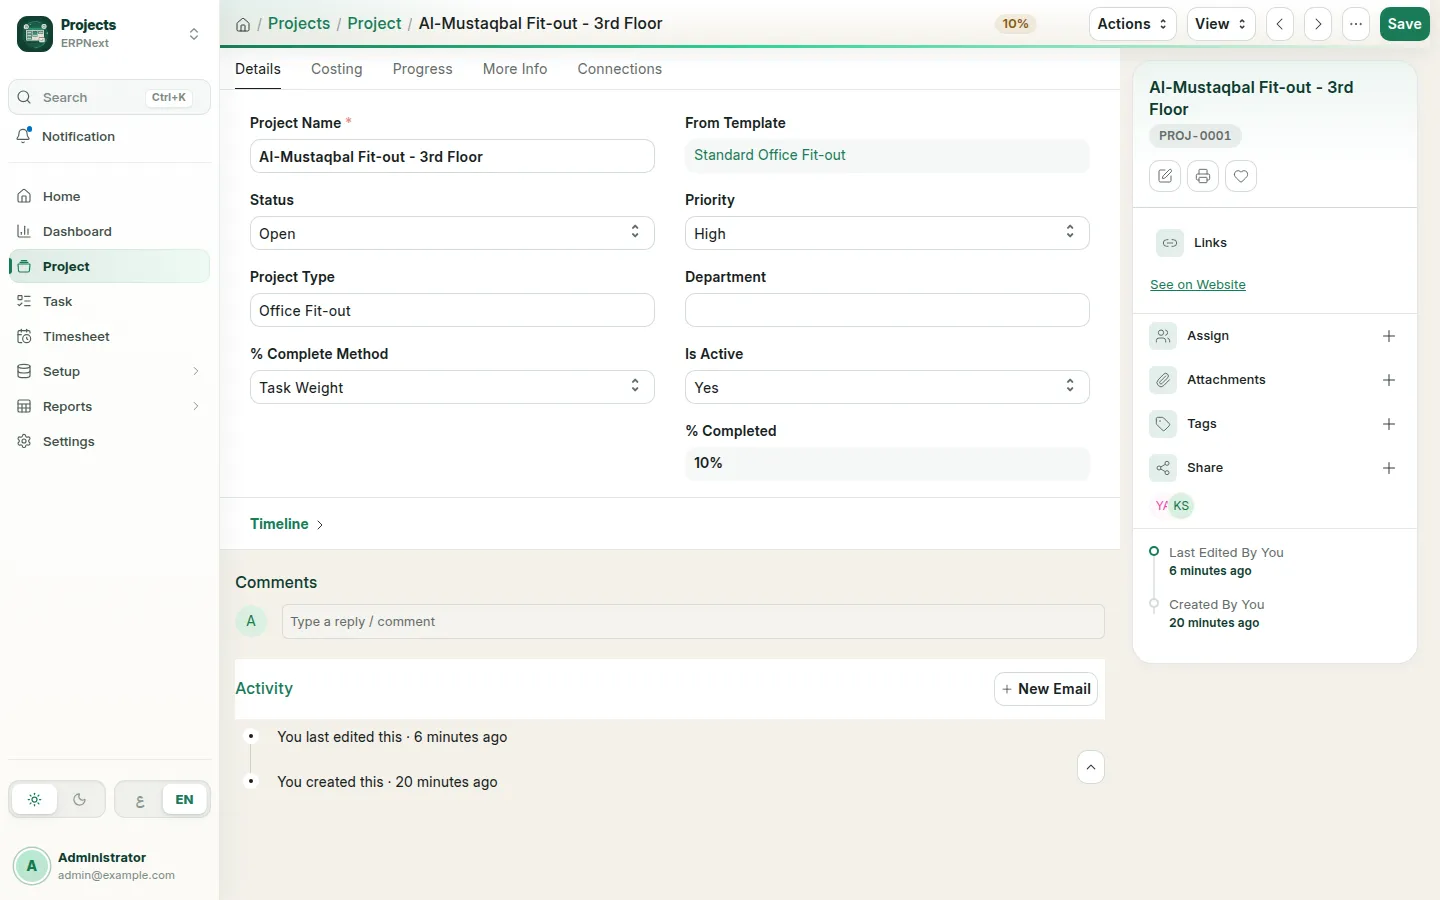 Projects
ERPNext
Search
Ctrl+K
Notification
Home
Dashboard
Project
Task
Timesheet
Setup
Reports
Settings
ع
EN
A
Administrator
admin@example.com
/ Projects / Project / Al-Mustaqbal Fit-out - 3rd Floor
10%
Actions
View
Save
Details
Costing
Progress
More Info
Connections
Project Name *
Al-Mustaqbal Fit-out - 3rd Floor
From Template
Standard Office Fit-out
Status
Open
Priority
High
Project Type
Office Fit-out
Department
% Complete Method
Task Weight
Is Active
Yes
% Completed
10%
Timeline
Comments
A
Type a reply / comment
Activity
+ New Email
You last edited this · 6 minutes ago
You created this · 20 minutes ago
Al-Mustaqbal Fit-out - 3rd
Floor
PROJ-0001
Links
See on Website
Assign
Attachments
Tags
Share
YA
KS
Last Edited By You
6 minutes ago
Created By You
20 minutes ago